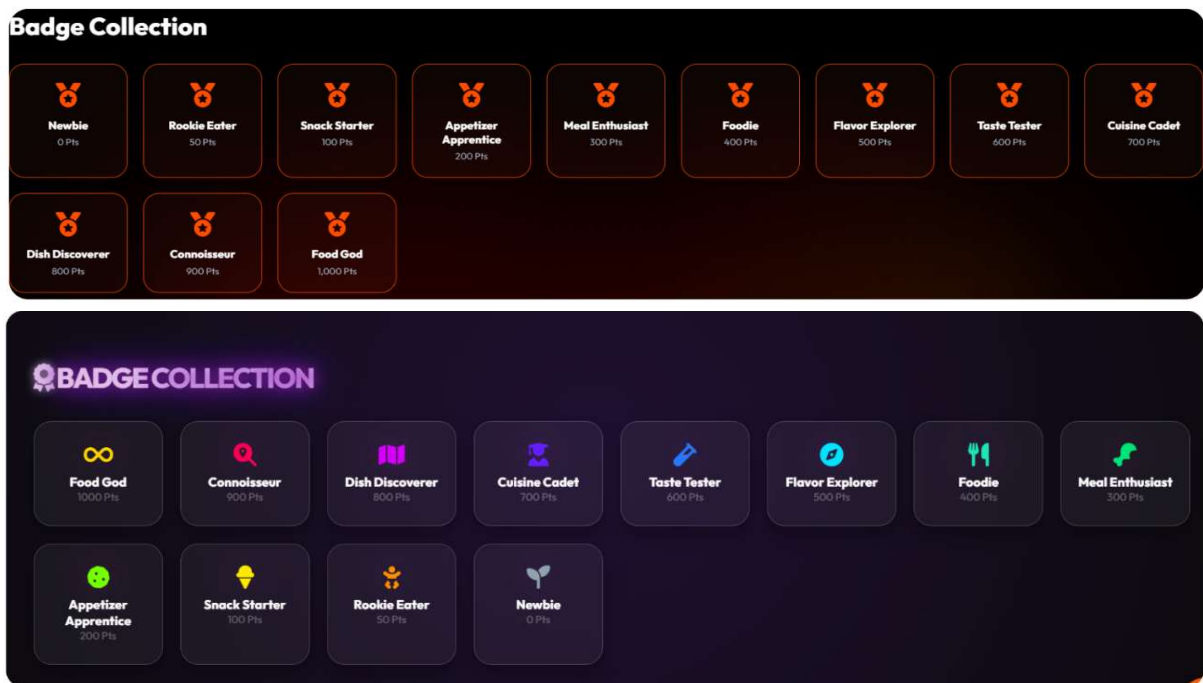 Badge Collection
Newbie
0 Pts
Rookie Eater
50 Pts
Snack Starter
100 Pts
Appetizer
Apprentice
200 Pts
Meal Enthusiast
300 Pts
Foodie
400 Pts
Flavor Explorer
500 Pts
Taste Tester
600 Pts
Cuisine Cadet
700 Pts
Dish Discoverer
800 Pts
Connoisseur
900 Pts
Food God
1,000 Pts
BADGE COLLECTION
Food God
1000 Pts
Connoisseur
900 Pts
Dish Discoverer
800 Pts
Cuisine Cadet
700 Pts
Taste Tester
600 Pts
Flavor Explorer
500 Pts
Foodie
400 Pts
Meal Enthusiast
300 Pts
Appetizer
Apprentice
200 Pts
Snack Starter
100 Pts
Rookie Eater
50 Pts
Newbie
0 Pts